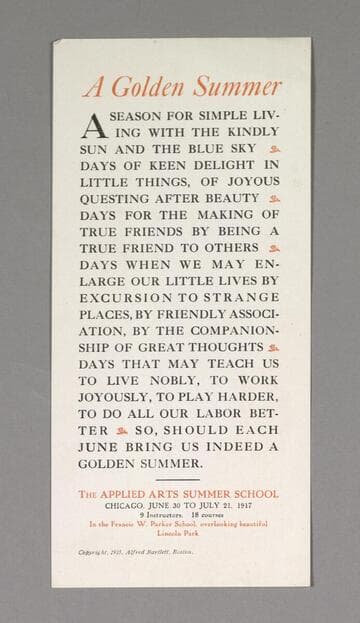 A Golden Summer
A SEASON FOR SIMPLE LIV-
ING WITH THE KINDLY
SUN AND THE BLUE SKY
DAYS OF KEEN DELIGHT IN
LITTLE THINGS, OF JOYOUS
QUESTING AFTER BEAUTY
DAYS FOR THE MAKING OF
TRUE FRIENDS BY BEING A
TRUE FRIEND TO OTHERS
DAYS WHEN WE MAY EN-
LARGE OUR LITTLE LIVES BY
EXCURSION TO STRANGE
PLACES, BY FRIENDLY ASSOCI-
ATION, BY THE COMPANION-
SHIP OF GREAT THOUGHTS
DAYS THAT MAY TEACH US
TO LIVE NOBLY, TO WORK
JOYOUSLY, TO PLAY HARDER,
TO DO ALL OUR LABOR BET-
TER SO, SHOULD EACH
JUNE BRING US INDEED A
GOLDEN SUMMER.
THE APPLIED ARTS SUMMER SCHOOL
CHICAGO, JUNE 30 TO JULY 21, 1917
9 Instructors. 18 courses
In the Francis W. Parker School, overlooking beautiful
Lincoln Park
Copyright, 1911, Alfred Bartlett, Boston.